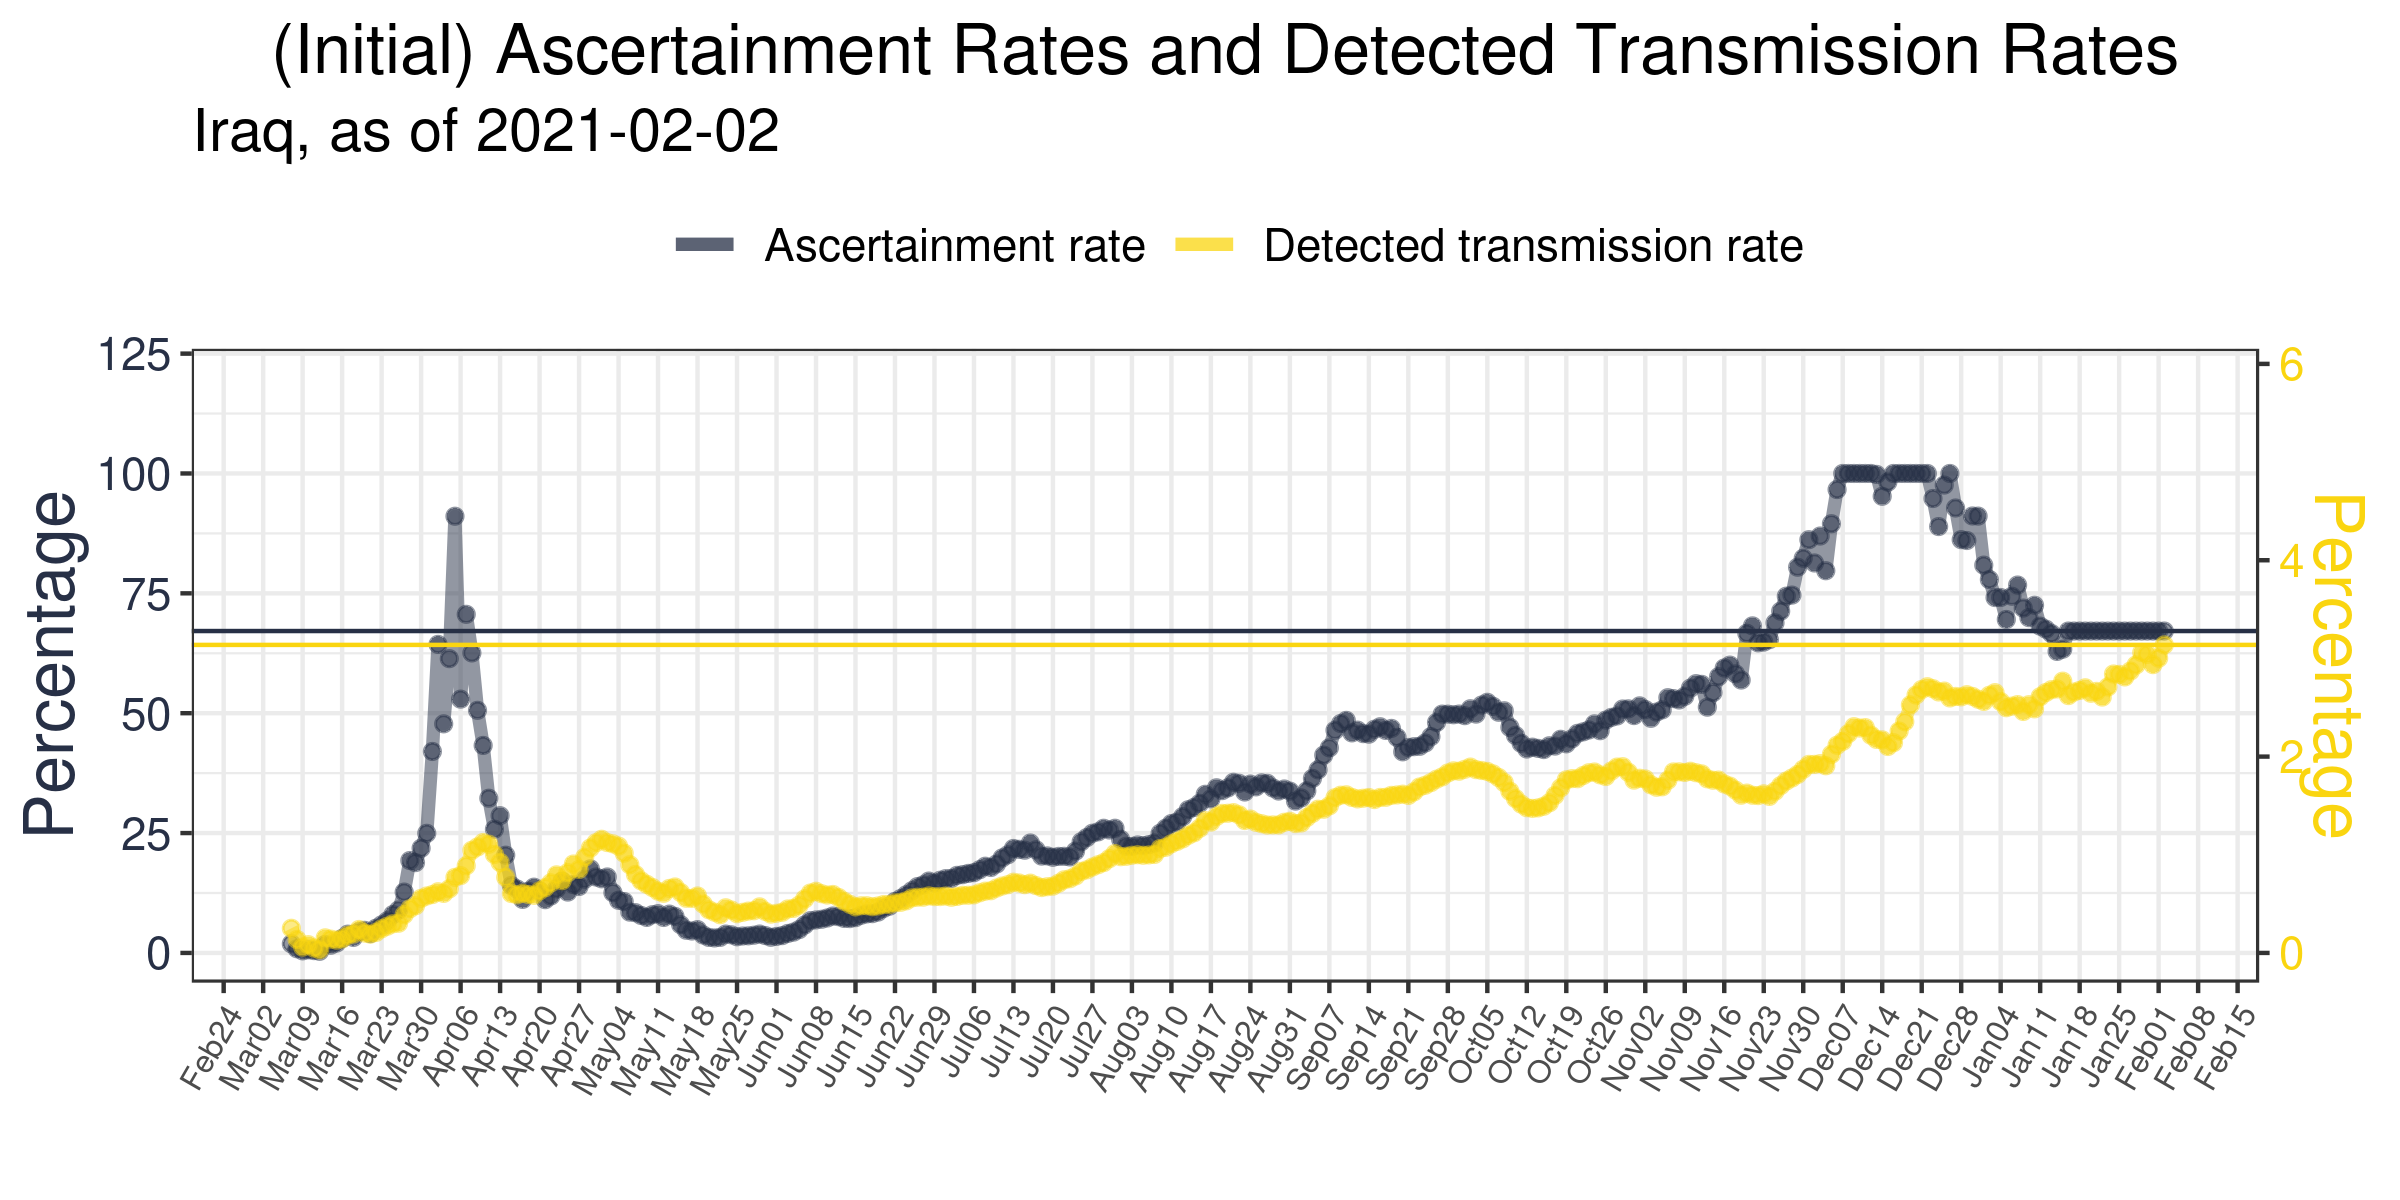 (Initial) Ascertainment Rates and Detected Transmission Rates
Iraq, as of 2021-02-02
Ascertainment rate Detected transmission rate
Percentage
125
100
75
50
25
0
6
4
2
0
Percentage
Feb24 Mar02 Mar09 Mar16 Mar23 Mar30 Apr06 Apr13 Apr20 Apr27 May04 May11 May18 May25 Jun01 Jun08 Jun15 Jun22 Jun29 Jul06 Jul13 Jul20 Jul27 Aug03 Aug10 Aug17 Aug24 Aug31 Sep07 Sep14 Sep21 Sep28 Oct05 Oct12 Oct19 Oct26 Nov02 Nov09 Nov16 Nov23 Nov30 Dec07 Dec14 Dec21 Dec28 Jan04 Jan11 Jan18 Jan25 Feb01 Feb08 Feb15